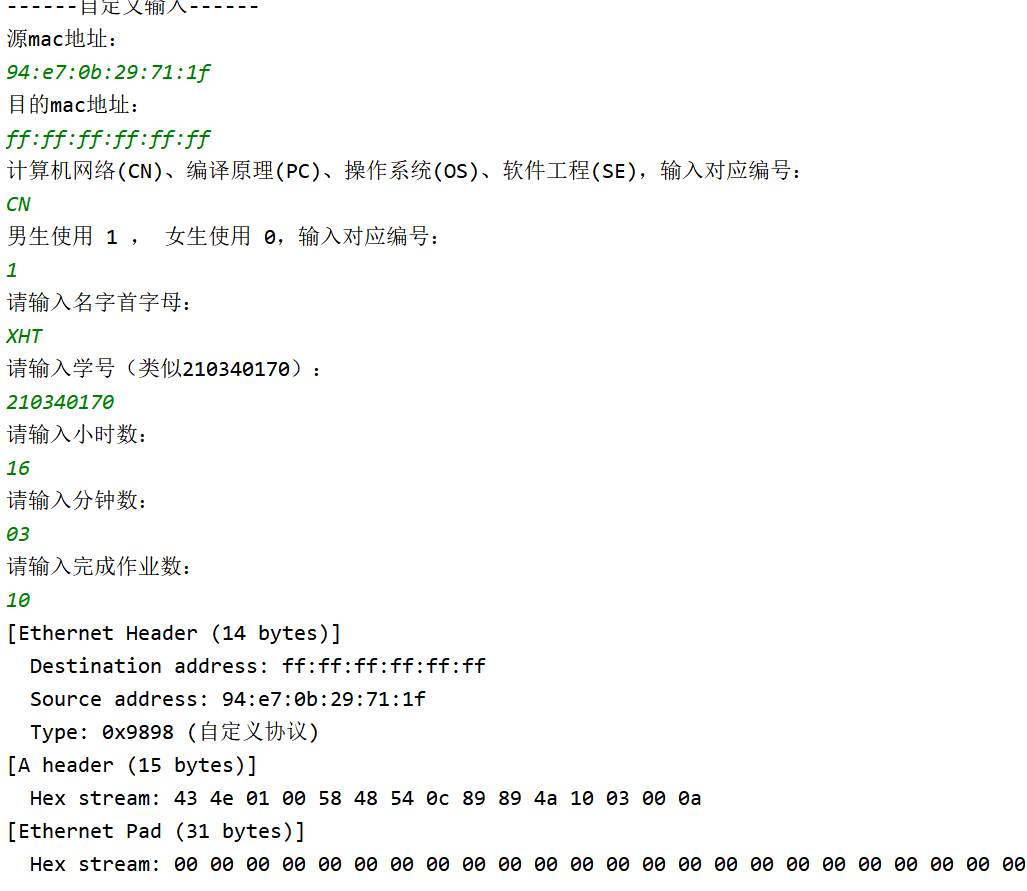 ------自定义输入------
源mac地址：
94:e7:0b:29:71:1f
目的mac地址：
ff:ff:ff:ff:ff:ff
计算机网络(CN)、编译原理(PC)、操作系统(OS)、软件工程(SE)，输入对应编号：
CN
男生使用 1 ， 女生使用 0，输入对应编号：
1
请输入名字首字母：
XHT
请输入学号（类似210340170）：
210340170
请输入小时数：
16
请输入分钟数：
03
请输入完成作业数：
10
[Ethernet Header (14 bytes)]
  Destination address: ff:ff:ff:ff:ff:ff
  Source address: 94:e7:0b:29:71:1f
  Type: 0x9898 (自定义协议)
[A header (15 bytes)]
  Hex stream: 43 4e 01 00 58 48 54 0c 89 89 4a 10 03 00 0a
[Ethernet Pad (31 bytes)]
  Hex stream: 00 00 00 00 00 00 00 00 00 00 00 00 00 00 00 00 00 00 00 00 00 00 00 00